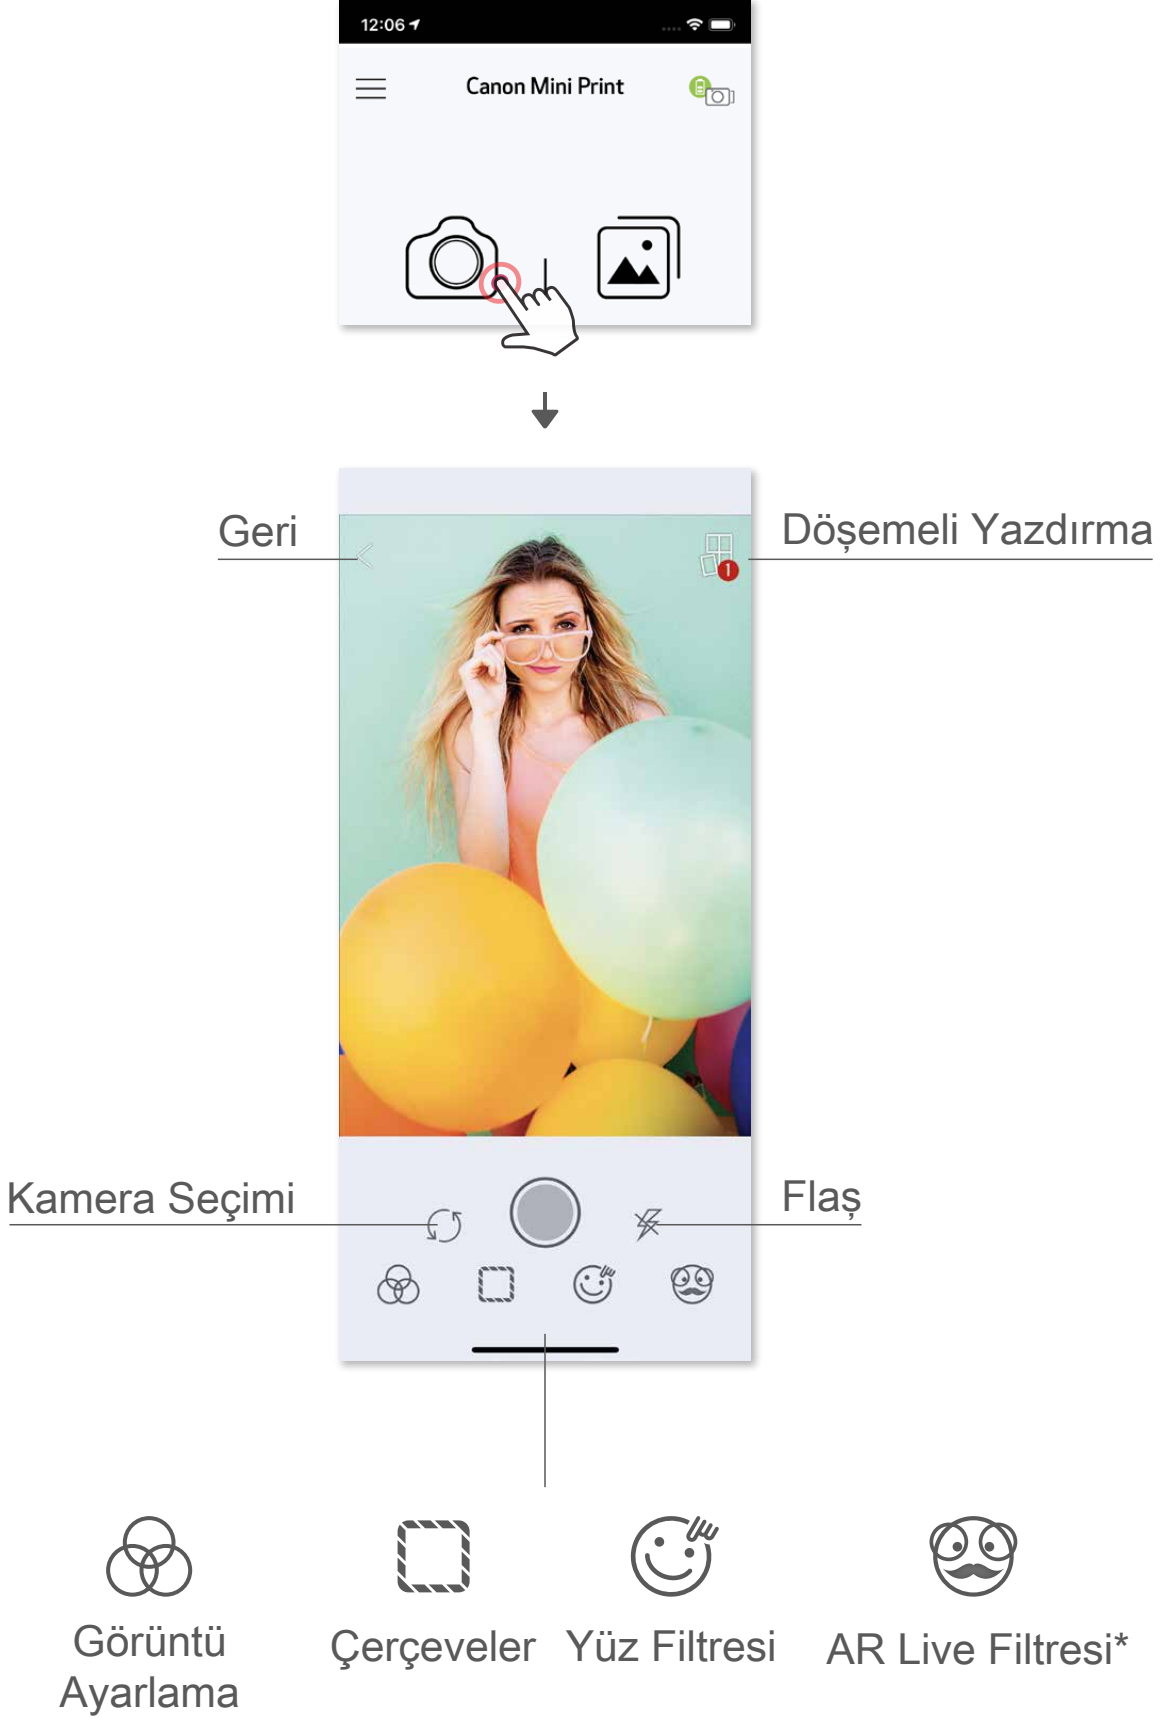 12:06
Canon Mini Print
Geri
Döşemeli Yazdırma
1
Kamera Seçimi
Flaş
Görüntü
Ayarlama
Çerçeveler
Yüz Filtresi
AR Live Filtresi*